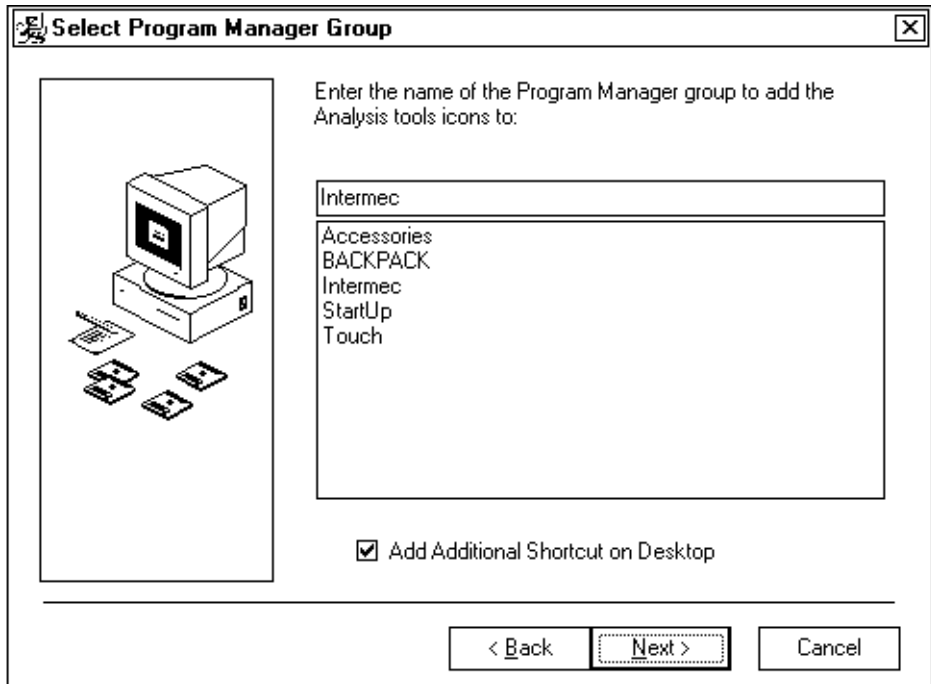 Select Program Manager Group
Enter the name of the Program Manager group to add the
Analysis tools icons to:
Intermec
Accessories
BACKPACK
Intermec
StartUp
Touch
Add Additional Shortcut on Desktop
< Back
Next >
Cancel